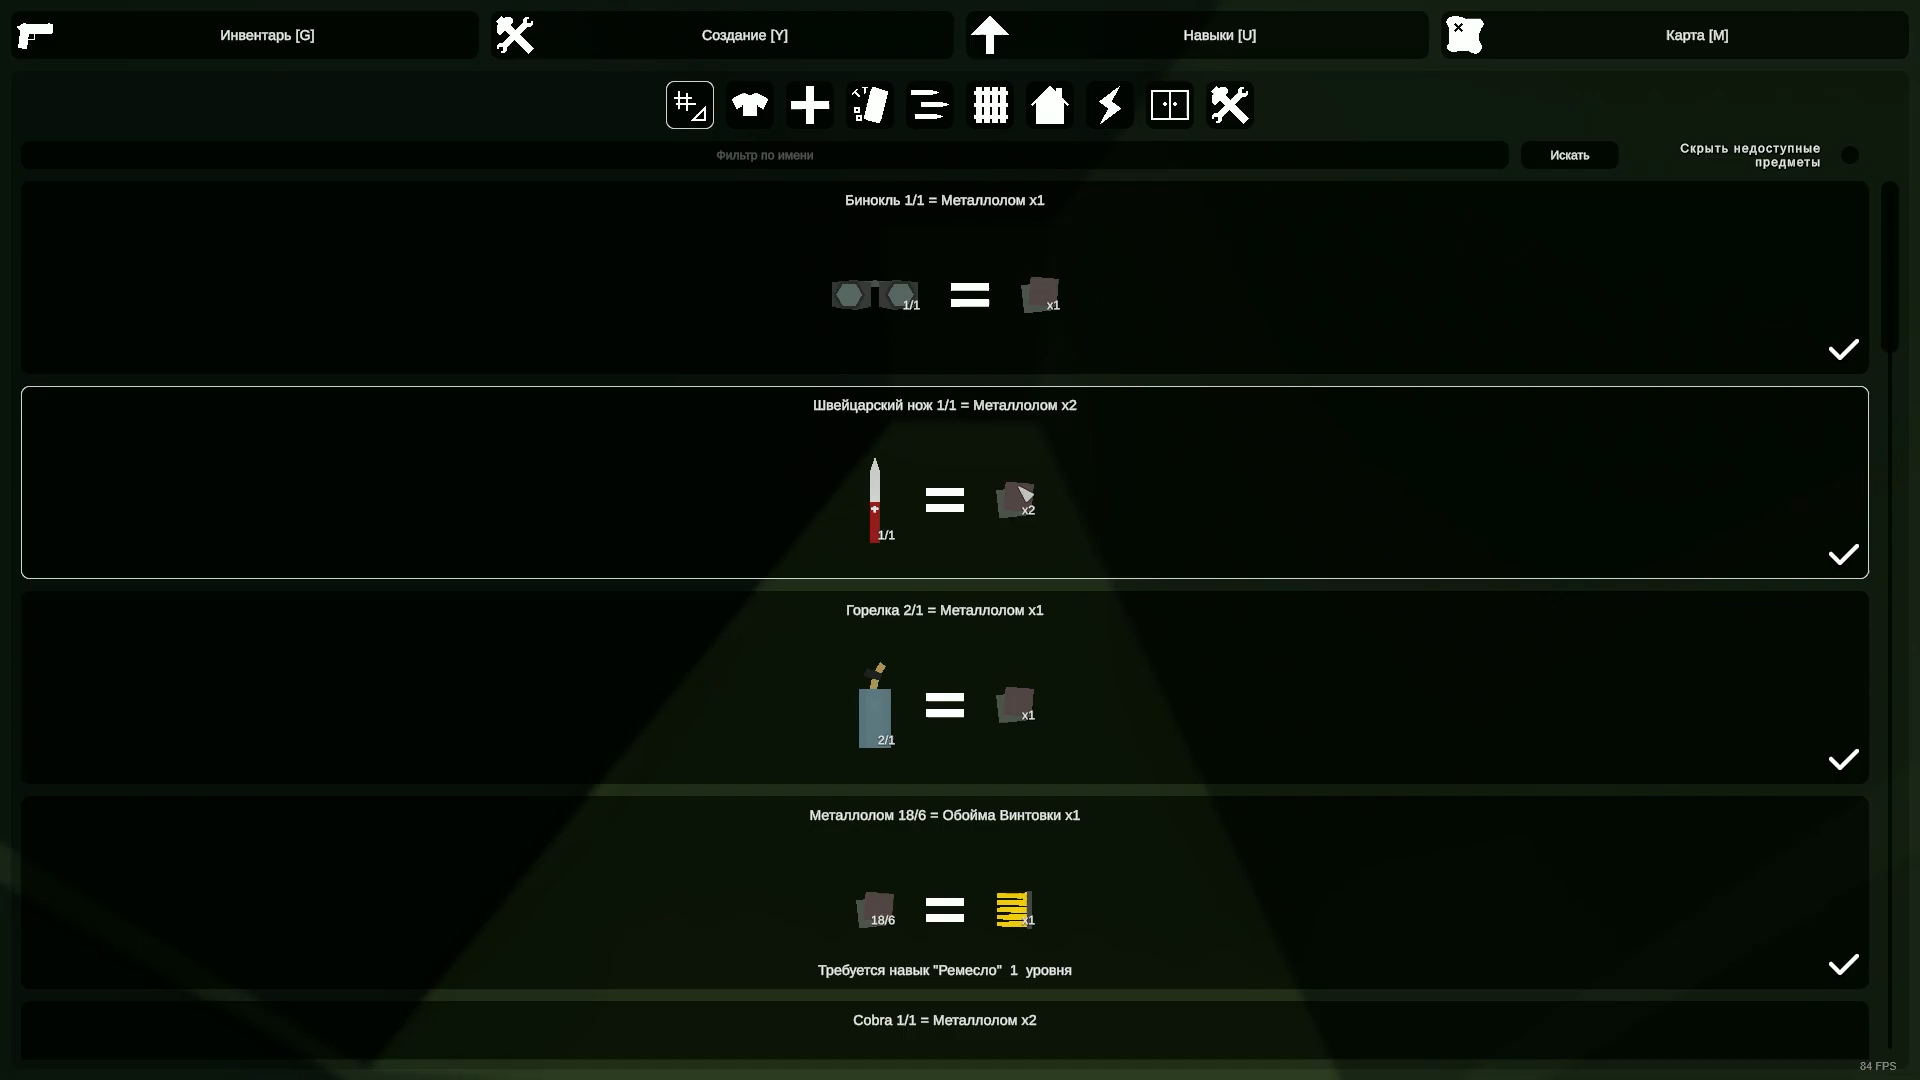 Инвентарь [G]
Создание [Y]
Навыки [U]
Карта [M]
Фильтр по имени
Искать
Скрыть недоступные
предметы
Бинокль 1/1 = Металлолом x1
1/1
x1
Швейцарский нож 1/1 = Металлолом x2
1/1
x2
Горелка 2/1 = Металлолом x1
2/1
x1
Металлолом 18/6 = Обойма Винтовки x1
18/6
x1
Требуется навык "Ремесло" 1 уровня
Cobra 1/1 = Металлолом x2
84 FPS